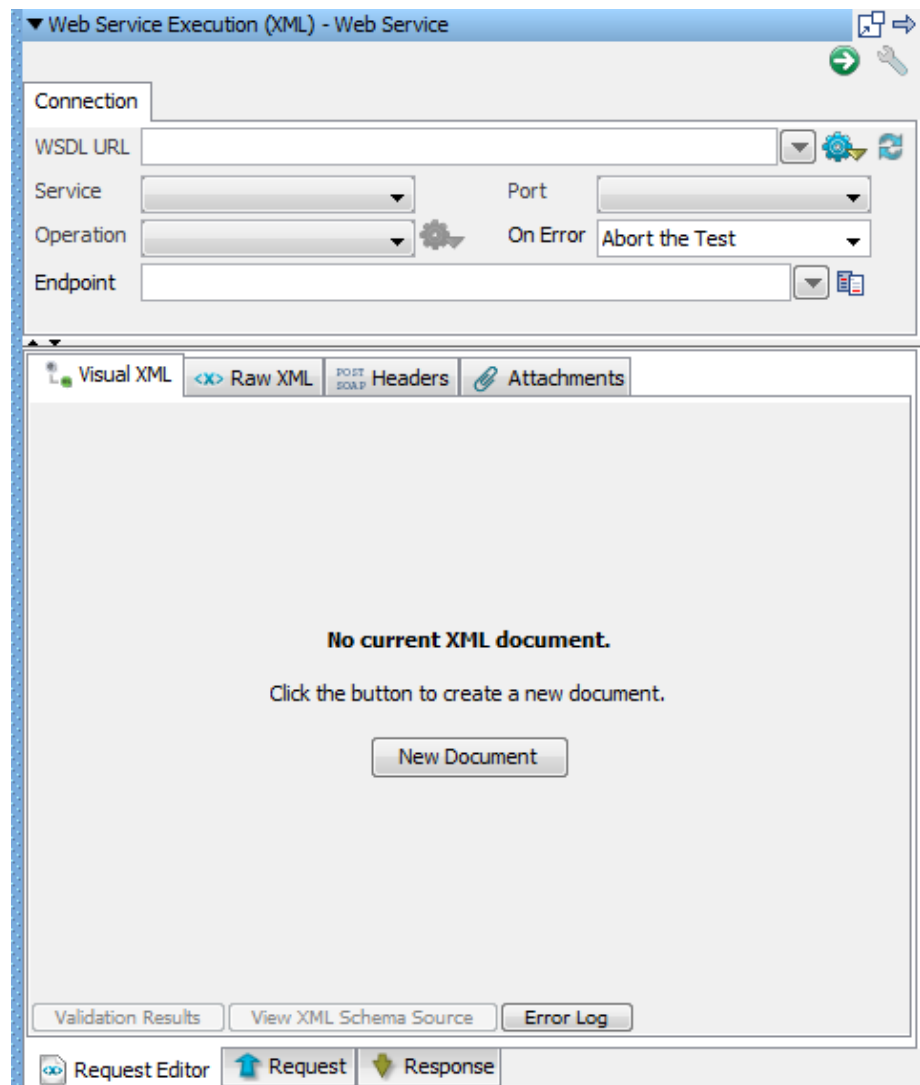 Web Service Execution (XML) - Web Service
Connection
WSDL URL
Service Port
Operation On Error Abort the Test
Endpoint
Visual XML <x> Raw XML POST SOAP Headers Attachments
No current XML document.
Click the button to create a new document.
New Document
Validation Results View XML Schema Source Error Log
Request Editor Request Response